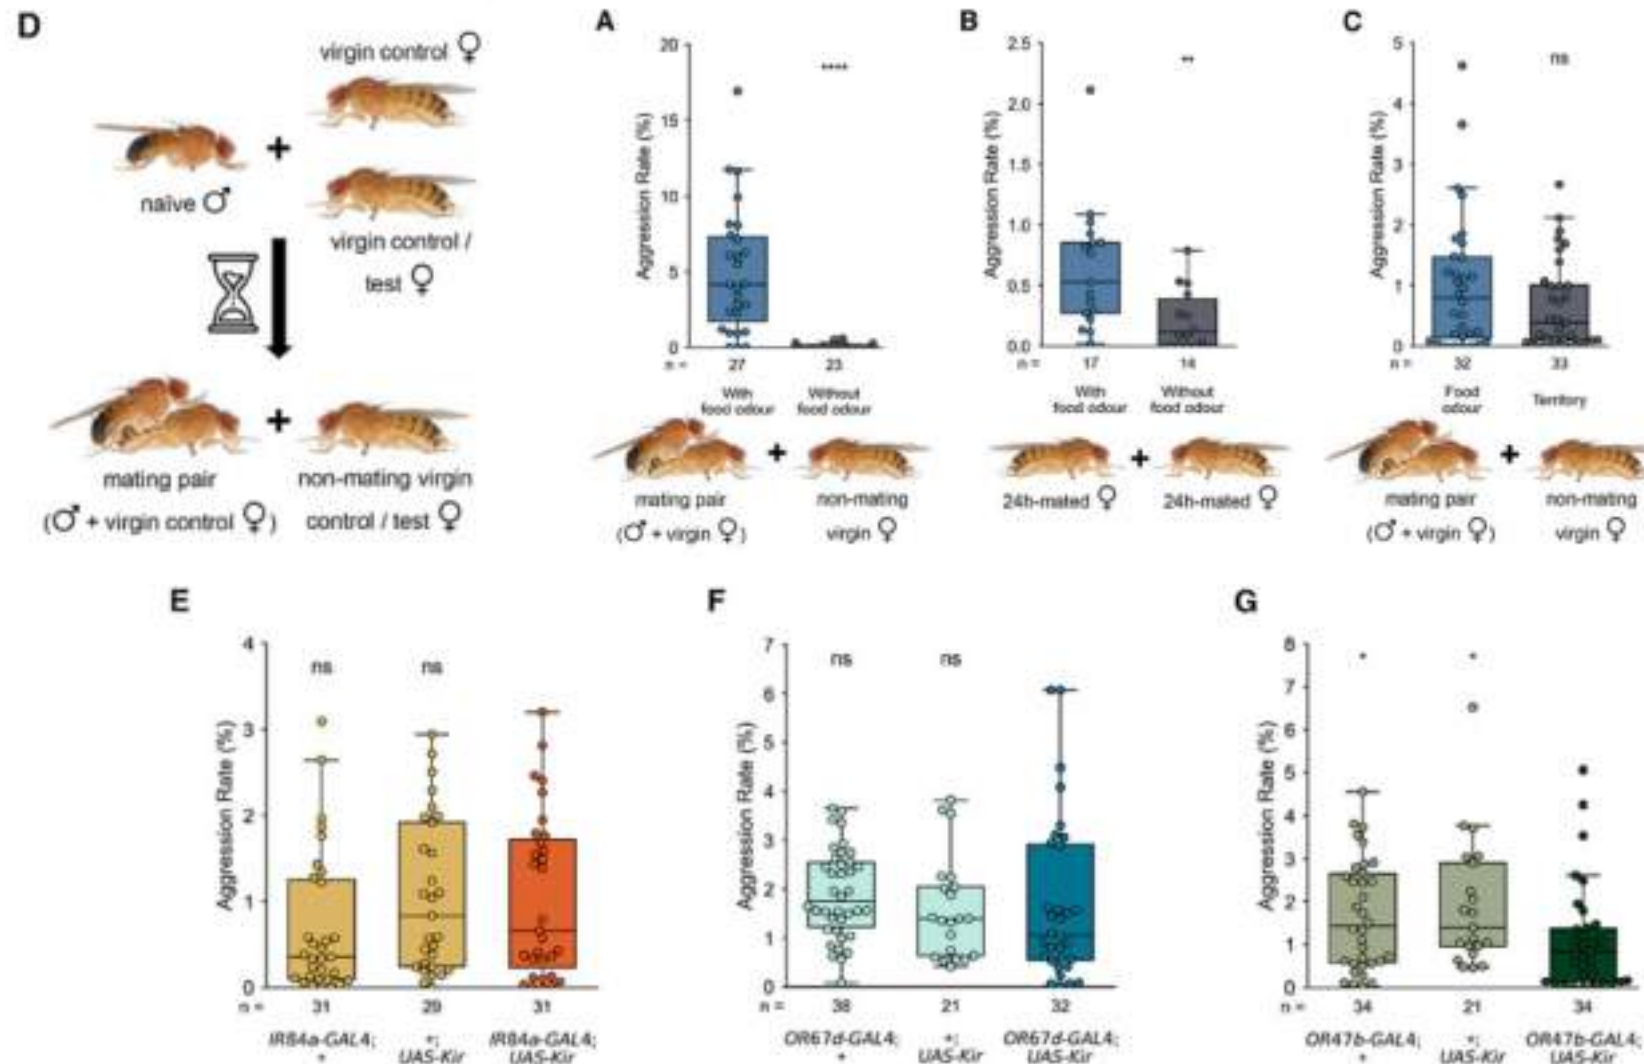 D
virgin control ♀
+
naïve ♂
virgin control /
test ♀
+
mating pair
non-mating virgin
(♂ + virgin control ♀)
control / test ♀
A
Aggression Rate (%)
20
15
10
5
0
****
n =
27
23
With
food odour
Without
food odour
+
mating pair
(♂ + virgin ♀)
non-mating
virgin ♀
B
Aggression Rate (%)
2.5
2.0
1.5
1.0
0.5
0.0
**
n =
17
14
With
food odour
Without
food odour
+
24h-mated ♀
24h-mated ♀
C
Aggression Rate (%)
5
4
3
2
1
0
ns
n =
32
33
Food
odour
Territory
+
mating pair
(♂ + virgin ♀)
non-mating
virgin ♀
E
Aggression Rate (%)
4
3
2
1
0
ns
ns
n =
31
29
31
IR84a-GAL4;
+
+;
UAS-Kir
IR84a-GAL4;
UAS-Kir
F
Aggression Rate (%)
7
6
5
4
3
2
1
0
ns
ns
n =
38
21
32
OR67d-GAL4;
+
+;
UAS-Kir
OR67d-GAL4;
UAS-Kir
G
Aggression Rate (%)
8
7
6
5
4
3
2
1
0
*
*
n =
34
21
34
OR47b-GAL4;
+
+;
UAS-Kir
OR47b-GAL4;
UAS-Kir